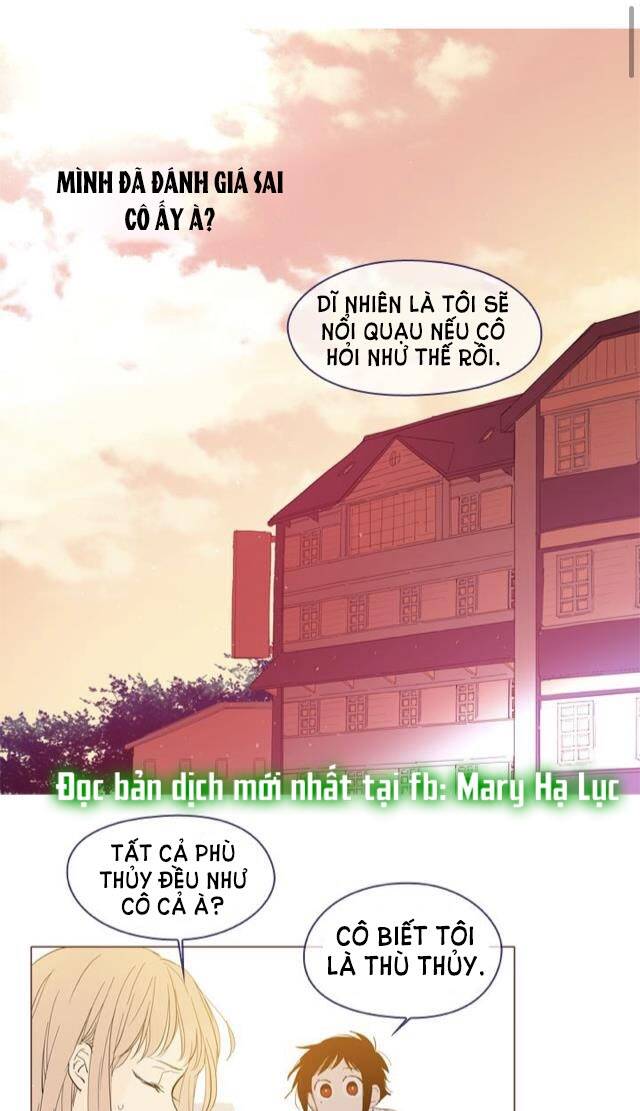 MÌNH ĐÃ ĐÁNH GIÁ SAI
CÔ ẤY À?
DĨ NHIÊN LÀ TÔI SẼ
NỔI QUẠU NẾU CÔ
HỎI NHƯ THẾ RỒI.
Đọc bản dịch mới nhất tại fb: Mary Hạ Lục
TẤT CẢ PHÙ
THỦY ĐỀU NHƯ
CÔ CẢ À?
CÔ BIẾT TÔI
LÀ THÙ THỦY.